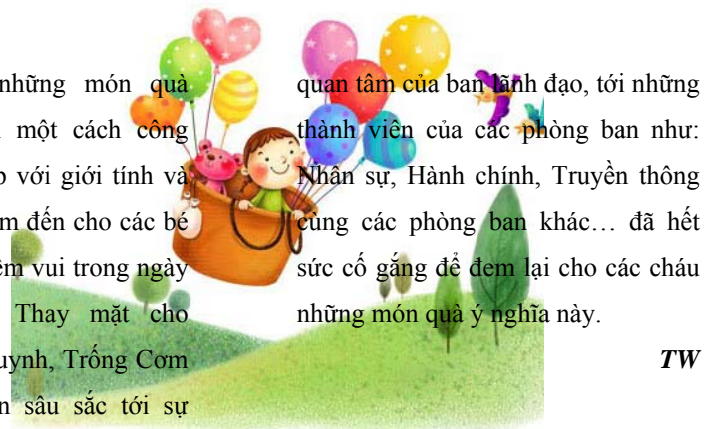 những món quà
một cách công
với giới tính và
đến cho các bé
vui trong ngày
Thay mặt cho
Trống Cơm
sâu sắc tới sự
quan tâm của ban lãnh đạo, tới những
thành viên của các phòng ban như:
Nhân sự, Hành chính, Truyền thông
cùng các phòng ban khác… đã hết
sức cố gắng để đem lại cho các cháu
những món quà ý nghĩa này.
TW